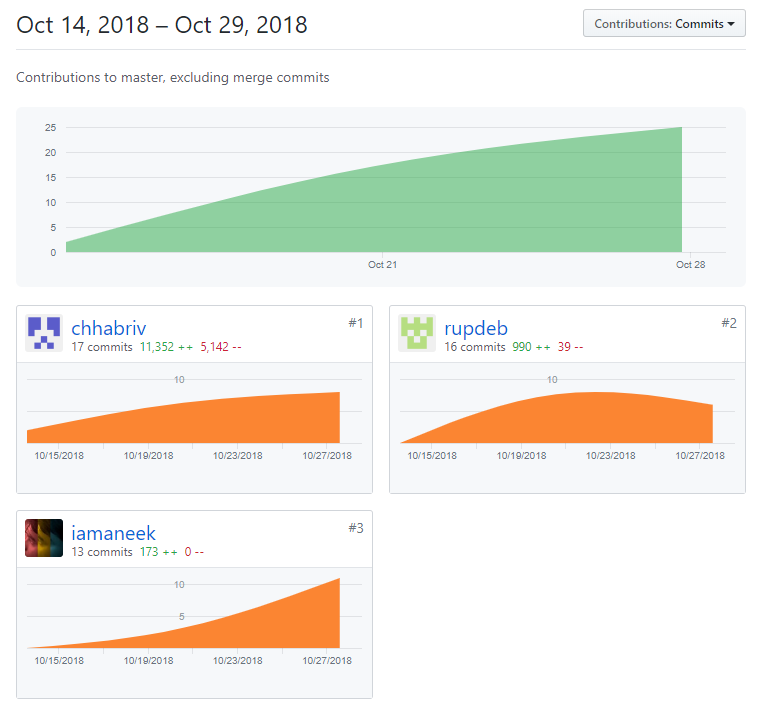 Oct 14, 2018 – Oct 29, 2018
Contributions: Commits
Contributions to master, excluding merge commits
25
20
15
10
5
0
Oct 21
Oct 28
chhabriv
#1
17 commits 11,352 ++ 5,142 --
10
10/15/2018
10/19/2018
10/23/2018
10/27/2018
rupdeb
#2
16 commits 990 ++ 39 --
10
10/15/2018
10/19/2018
10/23/2018
10/27/2018
iamaneek
#3
13 commits 173 ++ 0 --
10
5
10/15/2018
10/19/2018
10/23/2018
10/27/2018